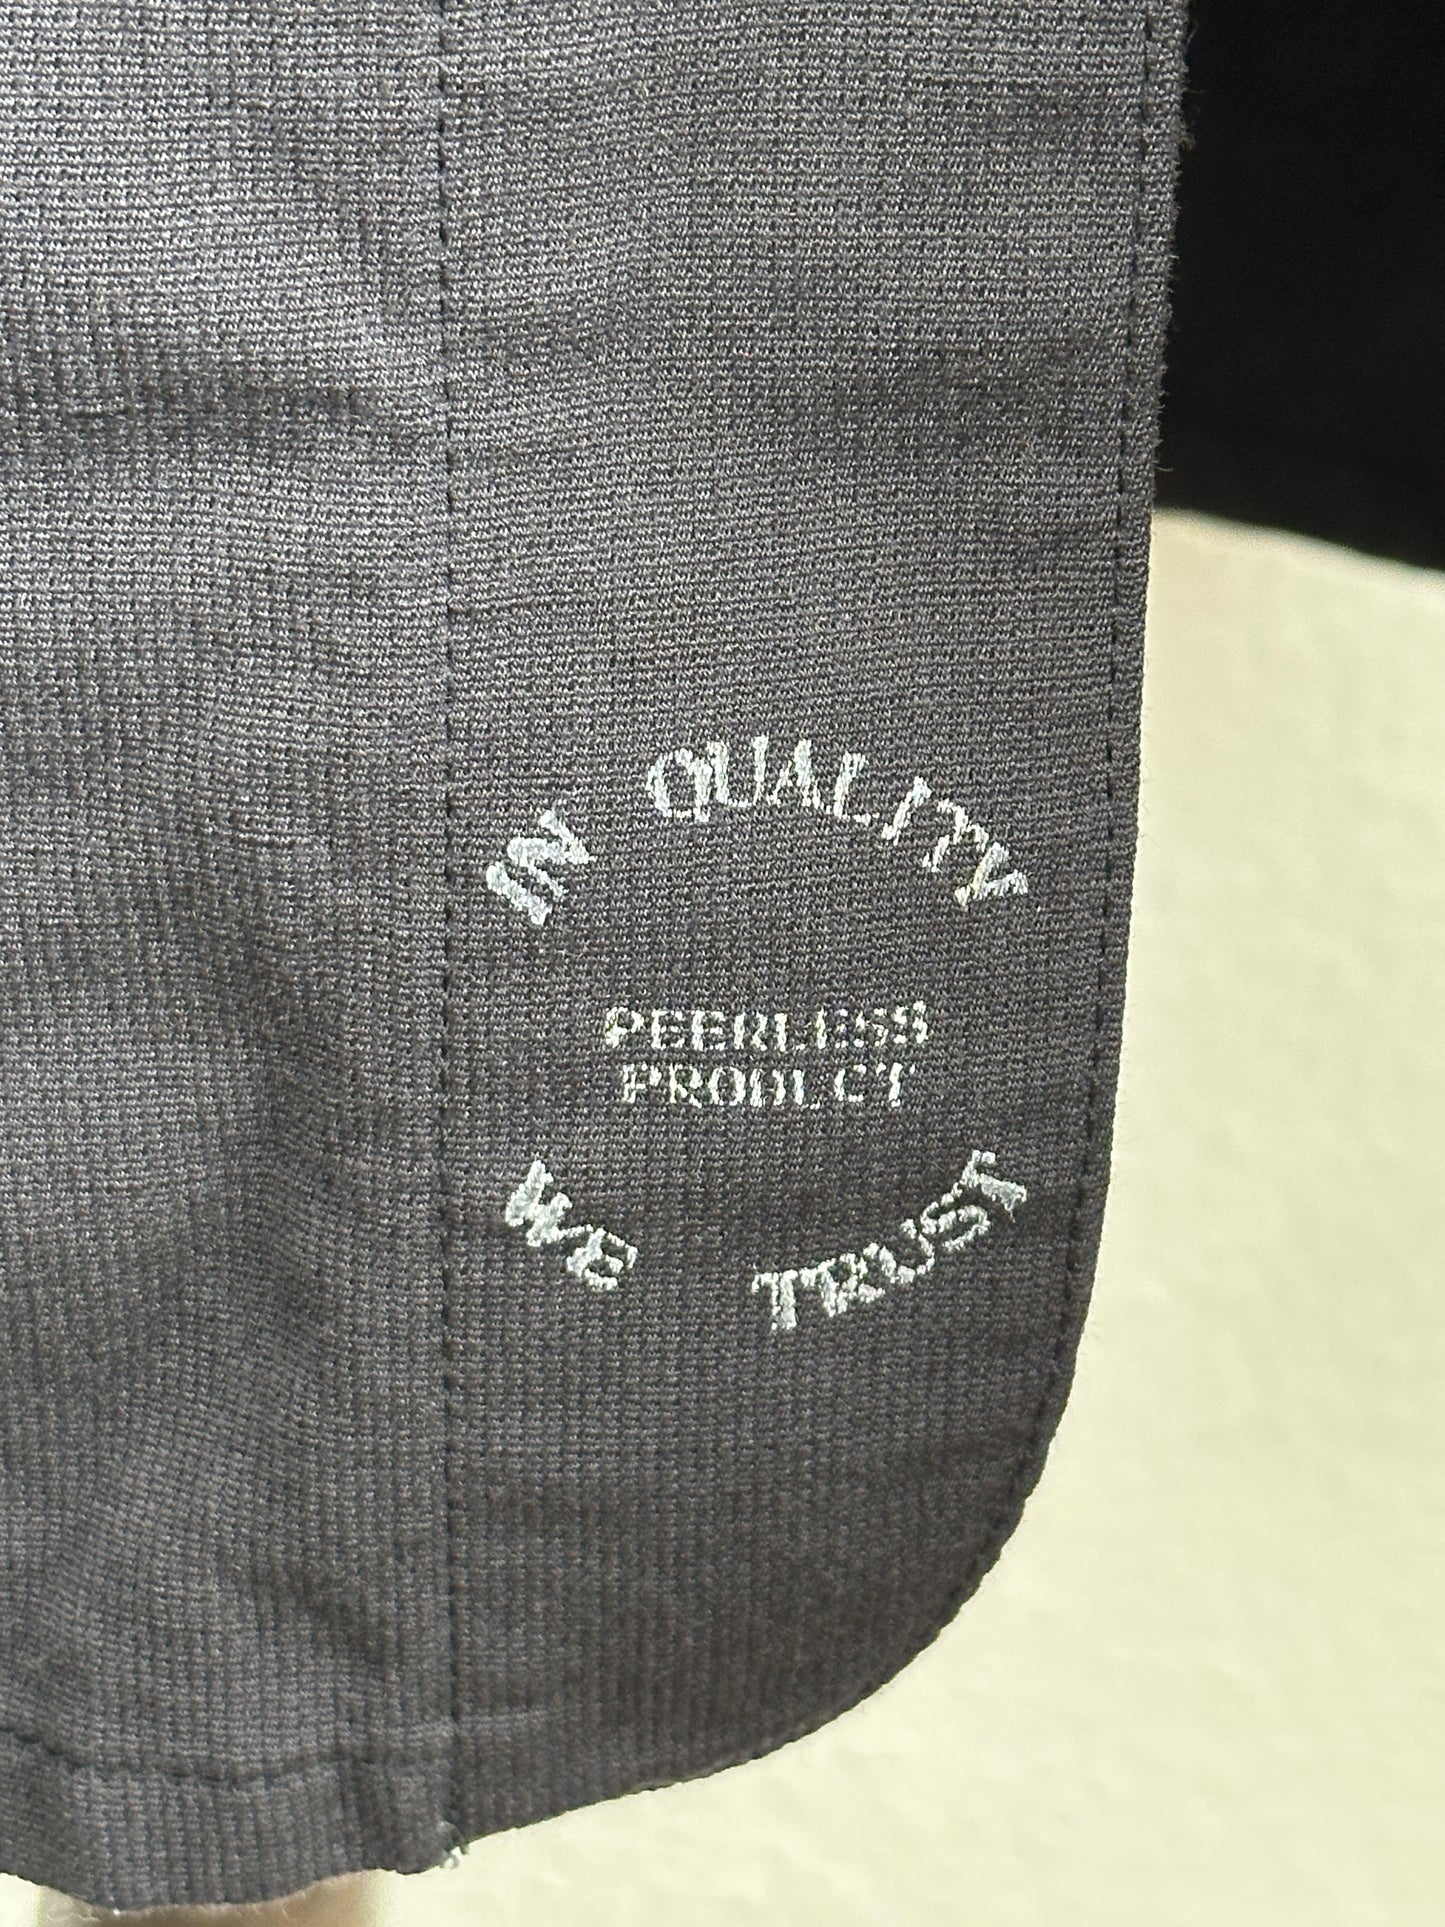 IN QUALITY
PEERLESS
PRODUCT
WE TRUST